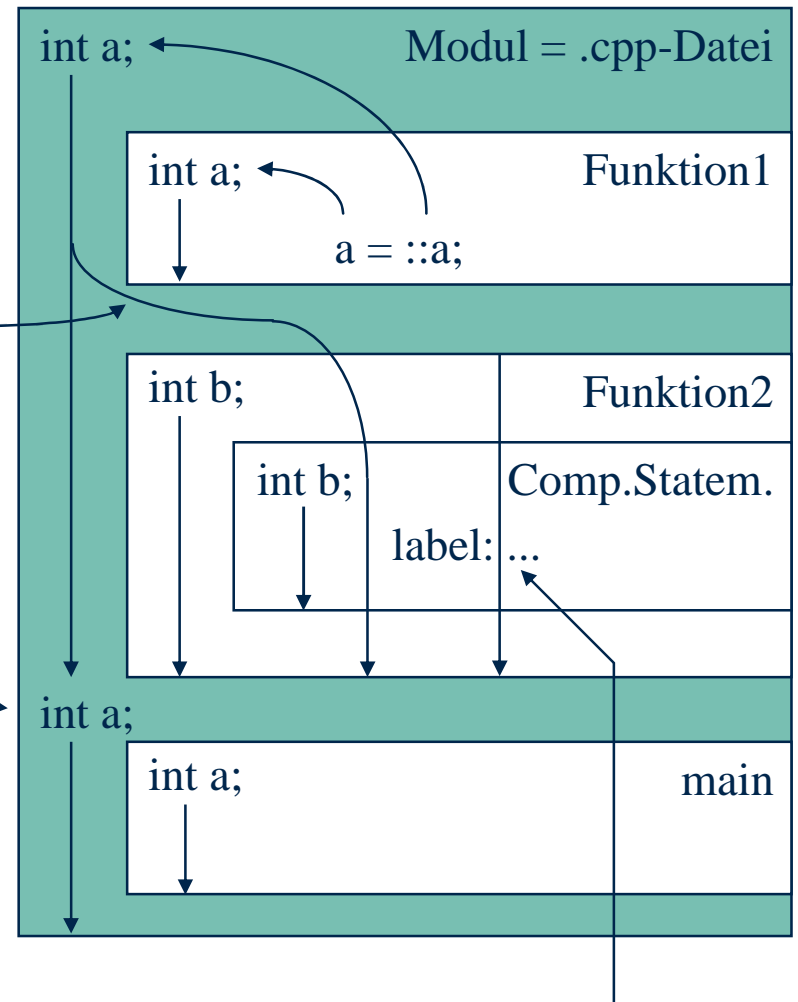 int a; Modul = .cpp-Datei
int a; Funktion1
a = ::a;
int b; Funktion2
int b; Comp.Statem.
label: ...
int a;
int a; main